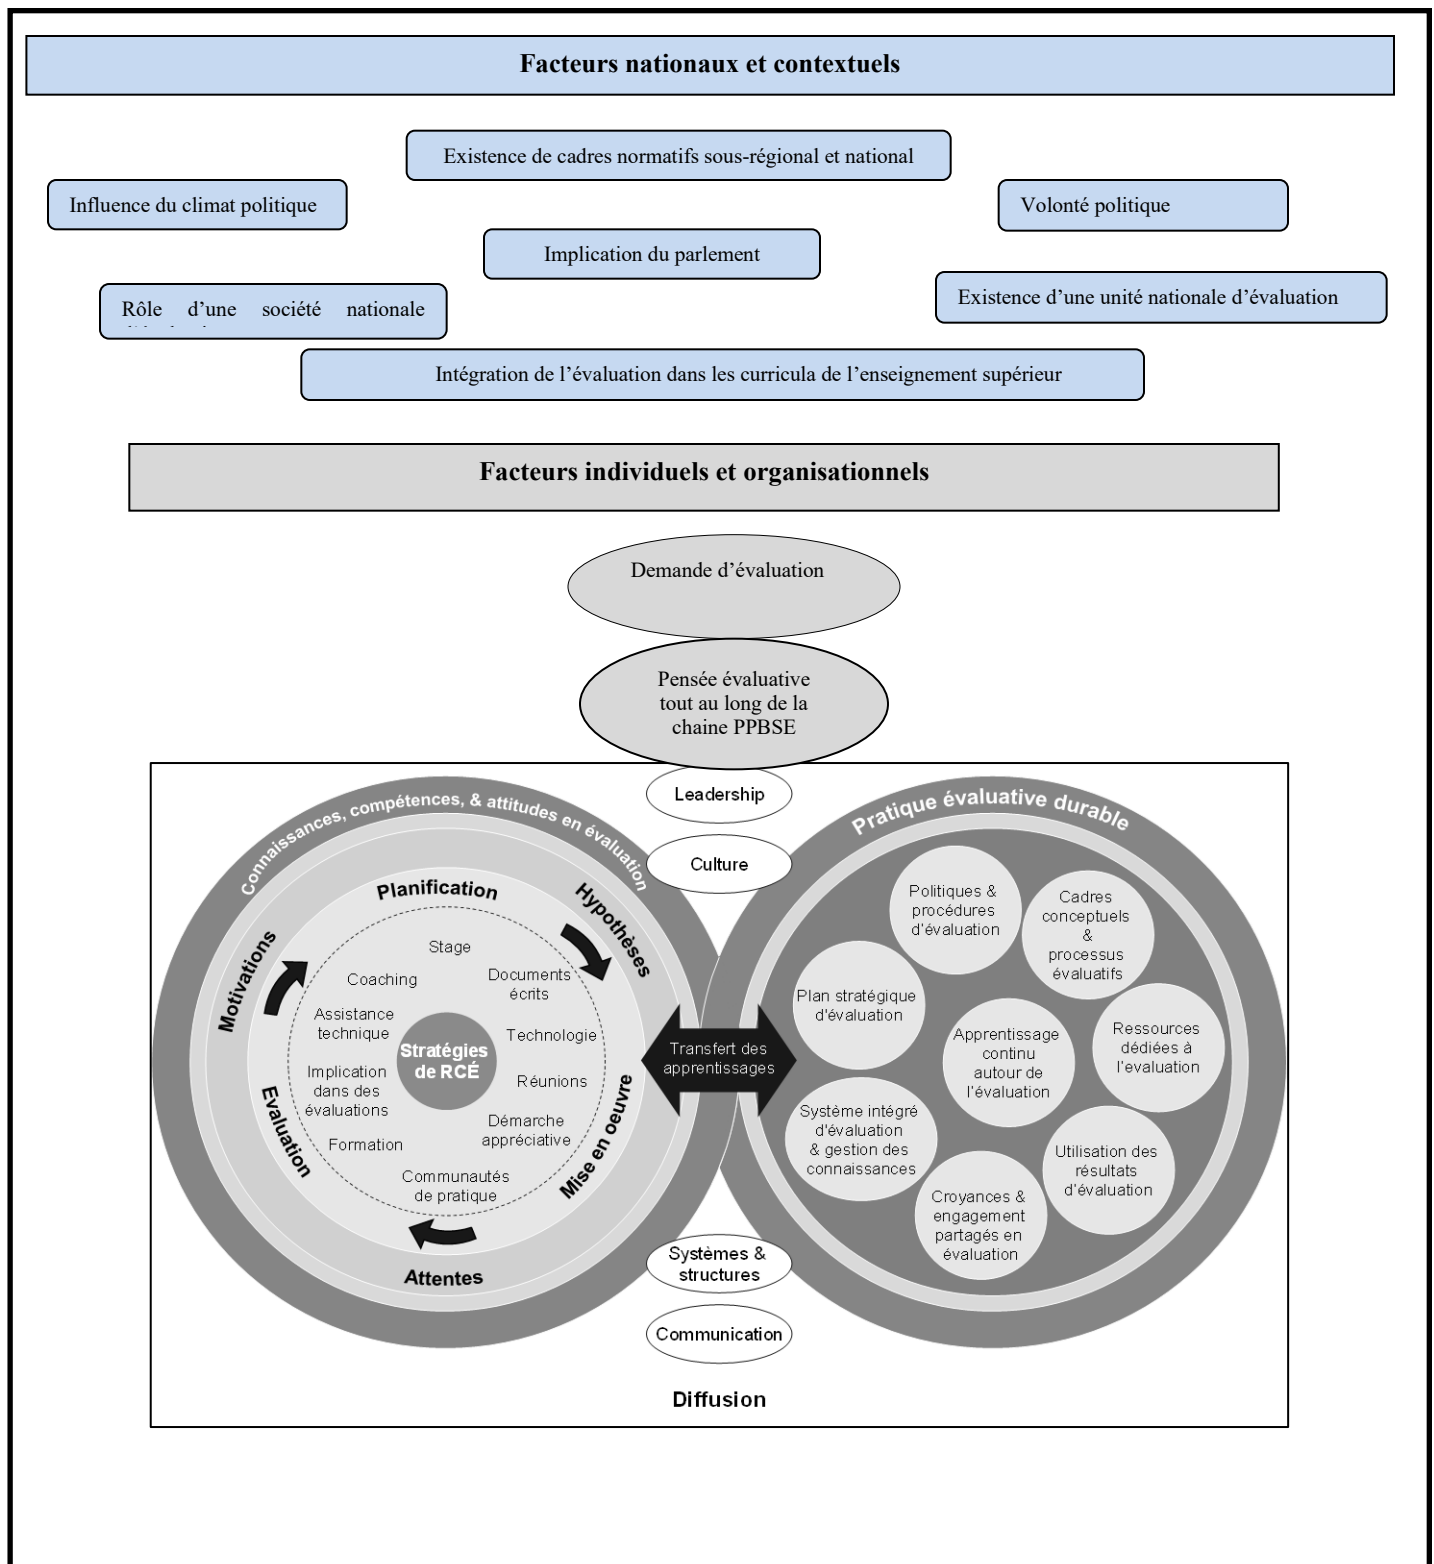 Facteurs nationaux et contextuels
Existence de cadres normatifs sous-régional et national
Influence du climat politique
Volonté politique
Implication du parlement
Existence d’une unité nationale d’évaluation
Rôle d’une société nationale
Intégration de l’évaluation dans les curricula de l’enseignement supérieur
Facteurs individuels et organisationnels
Demande d’évaluation
Pensée évaluative
tout au long de la
chaine PPBSE
Leadership
Culture
Connaissances, compétences, & attitudes en évaluation
Planification
Hypothèses
Motivations
Stage
Coaching
Documents
écrits
Assistance
technique
Technologie
Stratégies
de RCÉ
Implication
dans des
évaluations
Réunions
Démarche
appréciative
Formation
Communautés
de pratique
Evaluation
Mise en oeuvre
Attentes
Transfert des
apprentissages
Pratique évaluative durable
Politiques &
procédures
d'évaluation
Cadres
conceptuels
&
processus
évaluatifs
Plan stratégique
d'évaluation
Apprentissage
continu
autour de
l'évaluation
Ressources
dédiées à
l'evaluation
Système intégré
d'évaluation
& gestion des
connaissances
Utilisation des
résultats
d'évaluation
Croyances &
engagement
partagés en
évaluation
Systèmes &
structures
Communication
Diffusion